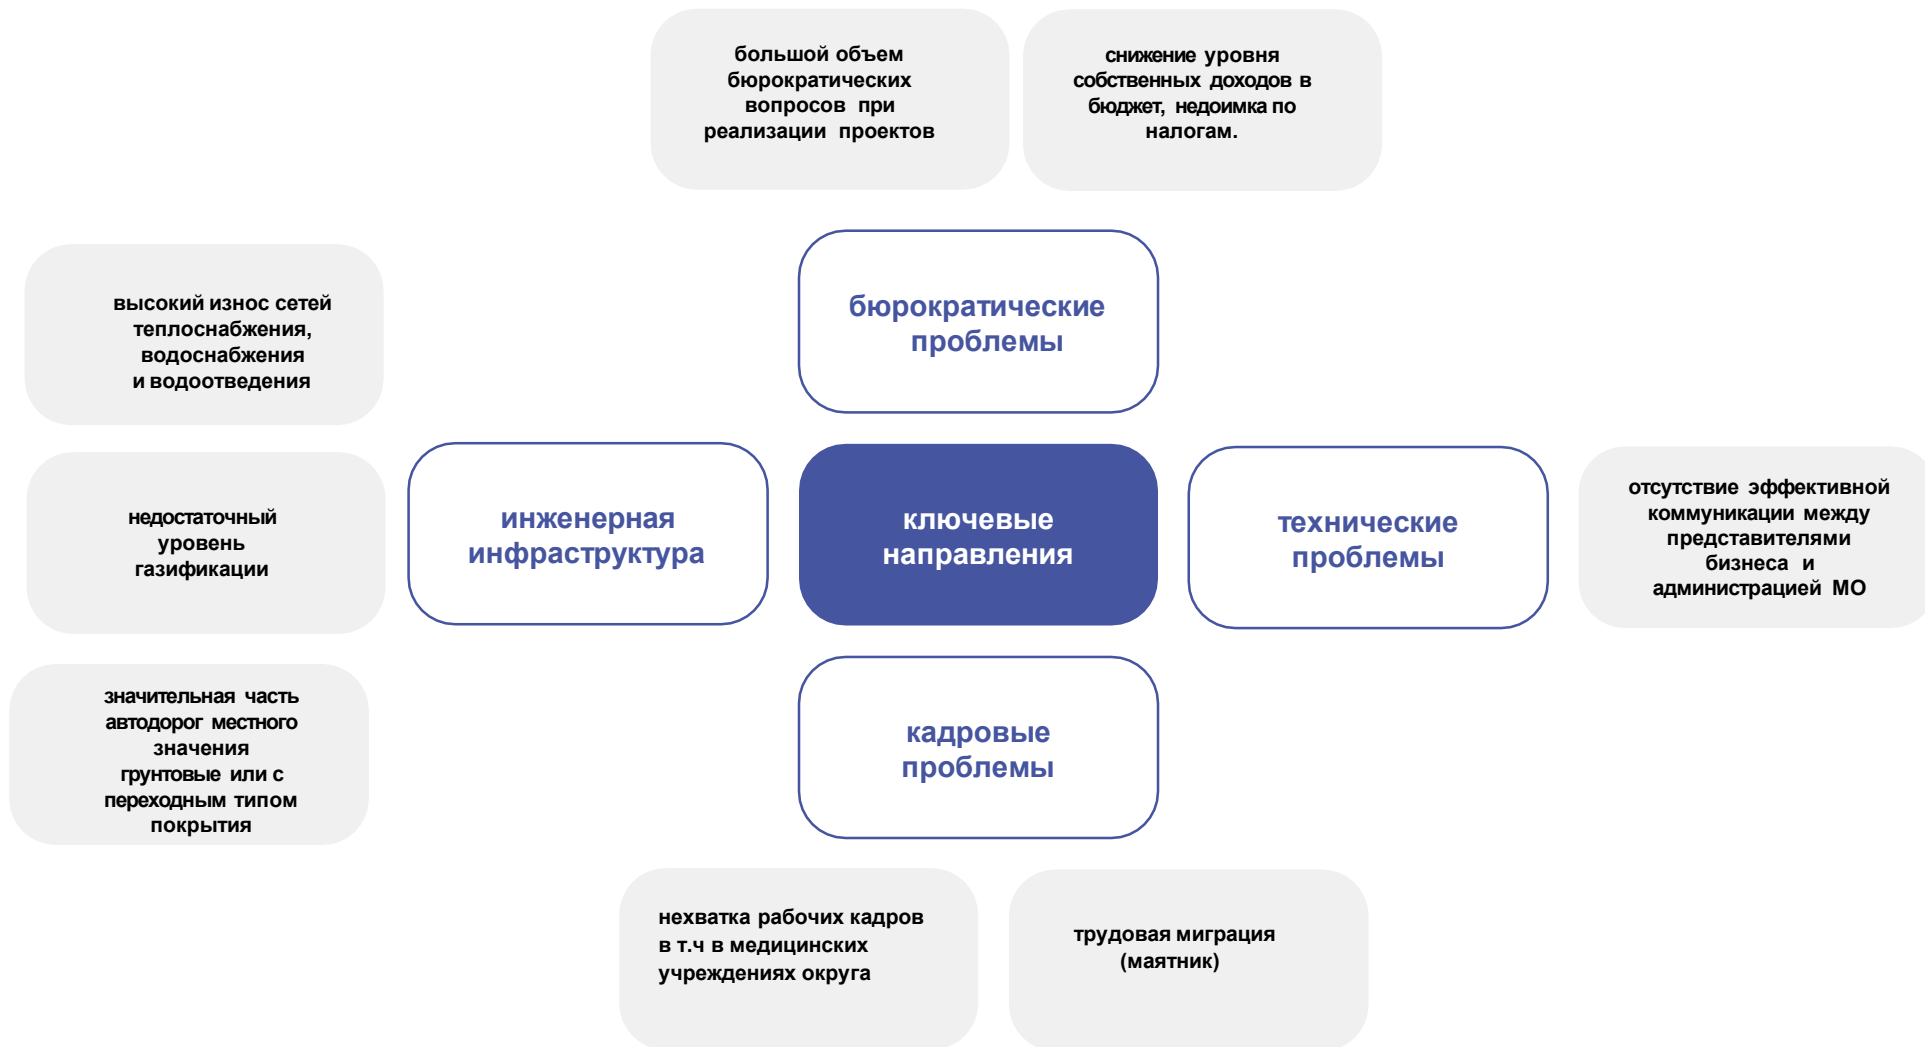 большой объем
бюрократических
вопросов при
реализации проектов
снижение уровня
собственных доходов в
бюджет, недоимка по
налогам.
высокий износ сетей
теплоснабжения,
водоснабжения
и водоотведения
бюрократические
проблемы
недостаточный
уровень
газификации
инженерная
инфраструктура
ключевые
направления
технические
проблемы
отсутствие эффективной
коммуникации между
представителями
бизнеса и
администрацией МО
значительная часть
автодорог местного
значения
грунтовые или с
переходным типом
покрытия
кадровые
проблемы
нехватка рабочих кадров
в т.ч в медицинских
учреждениях округа
трудовая миграция
(маятник)